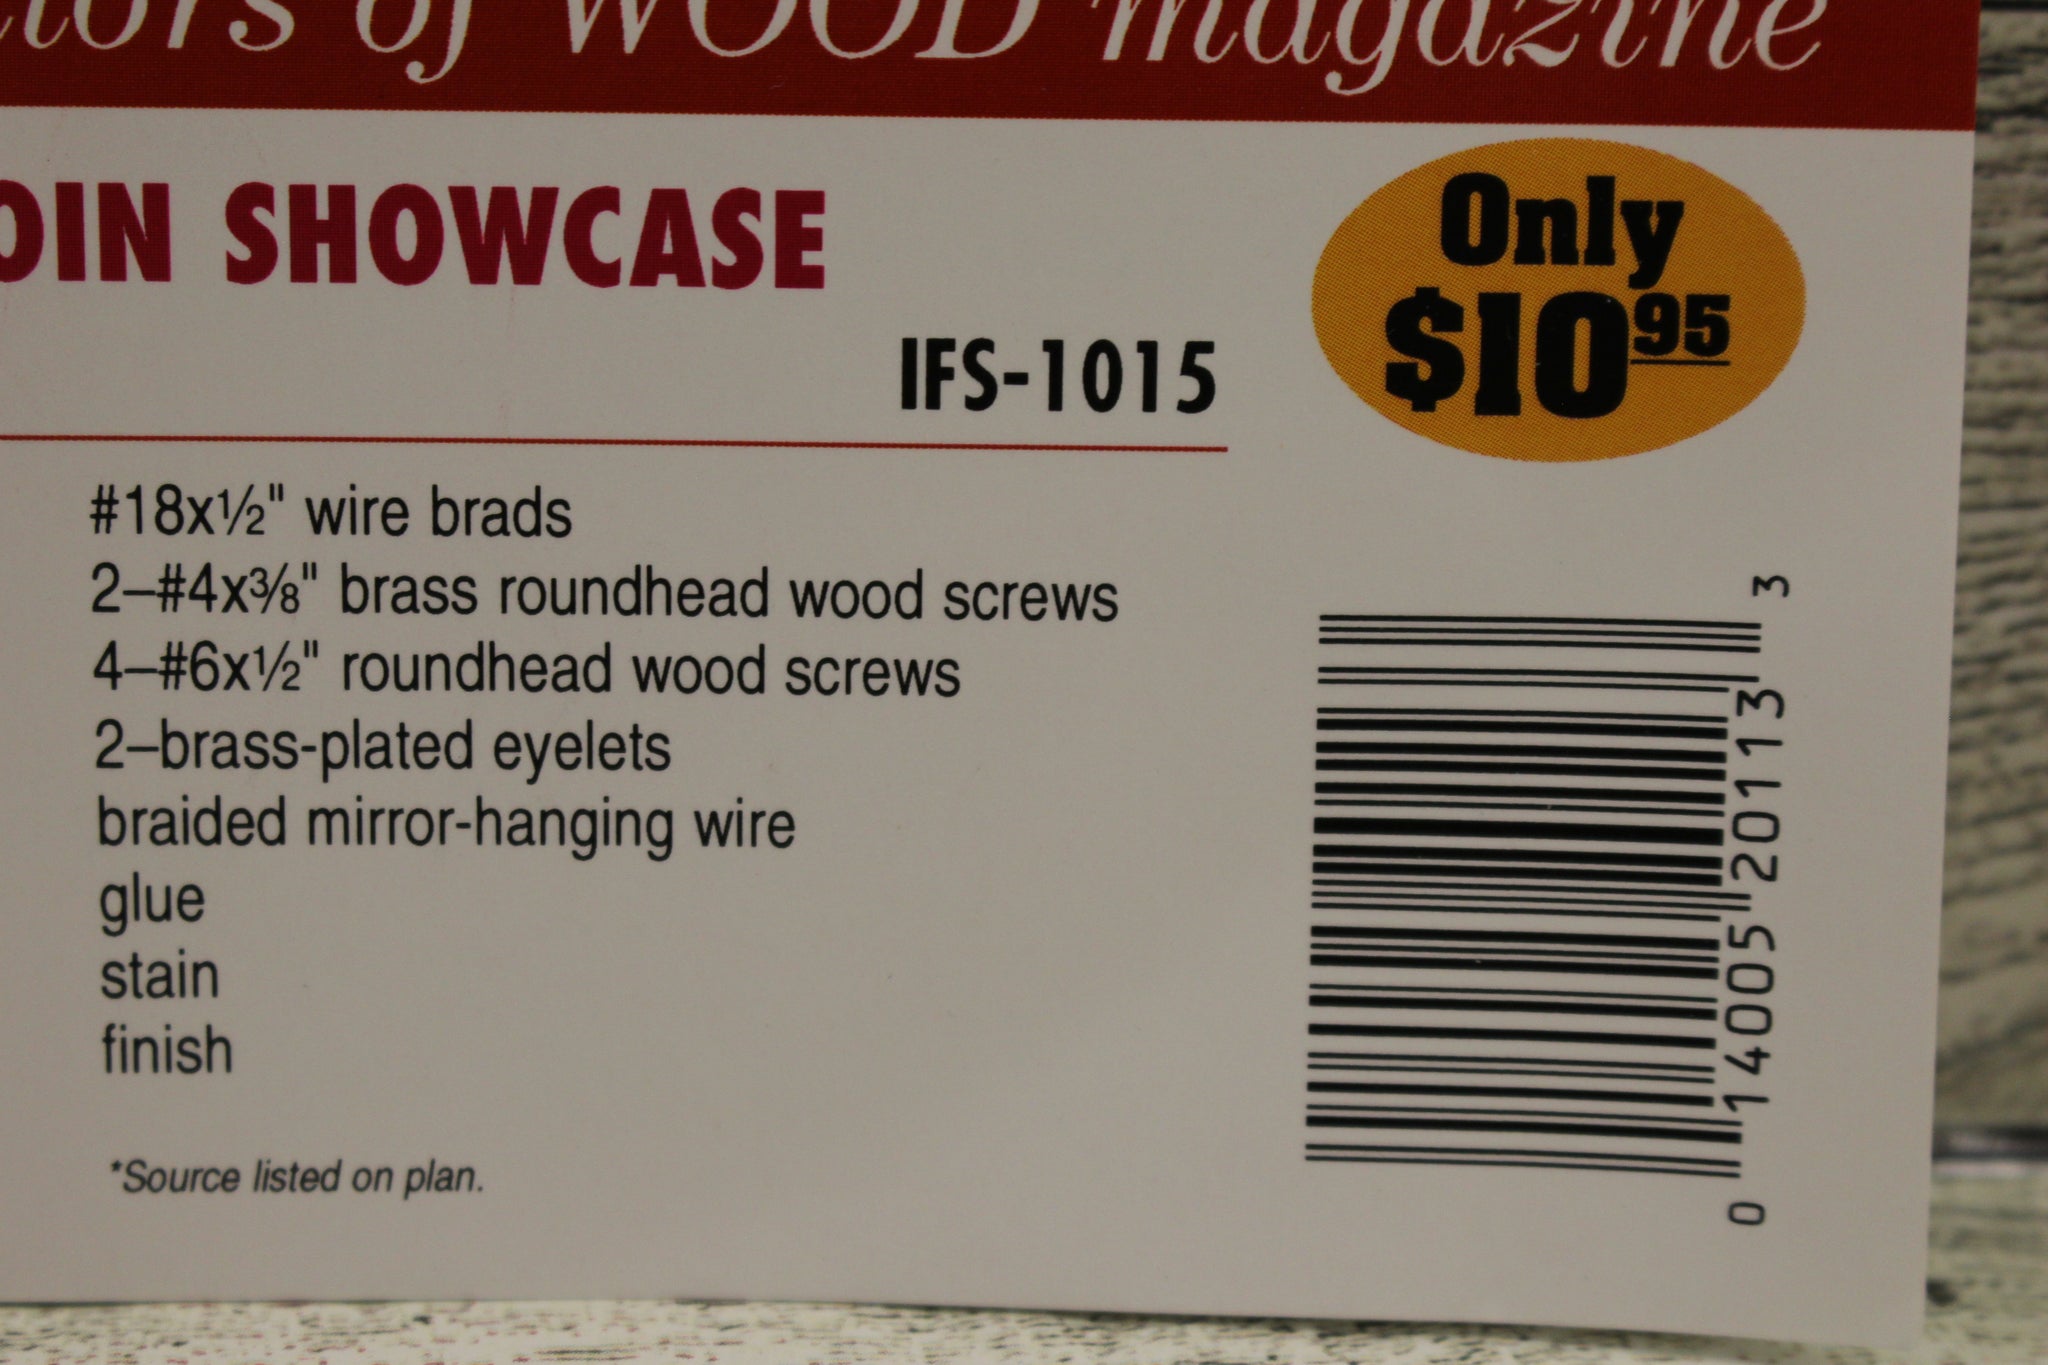 of WOOD magazine
SHOWCASE
Only
$10.95
IFS-1015
#18x½" wire brads
2–#4x⅜" brass roundhead wood screws
4–#6x½" roundhead wood screws
2–brass-plated eyelets
braided mirror-hanging wire
glue
stain
finish
*Source listed on plan.
0 14005 20113 3